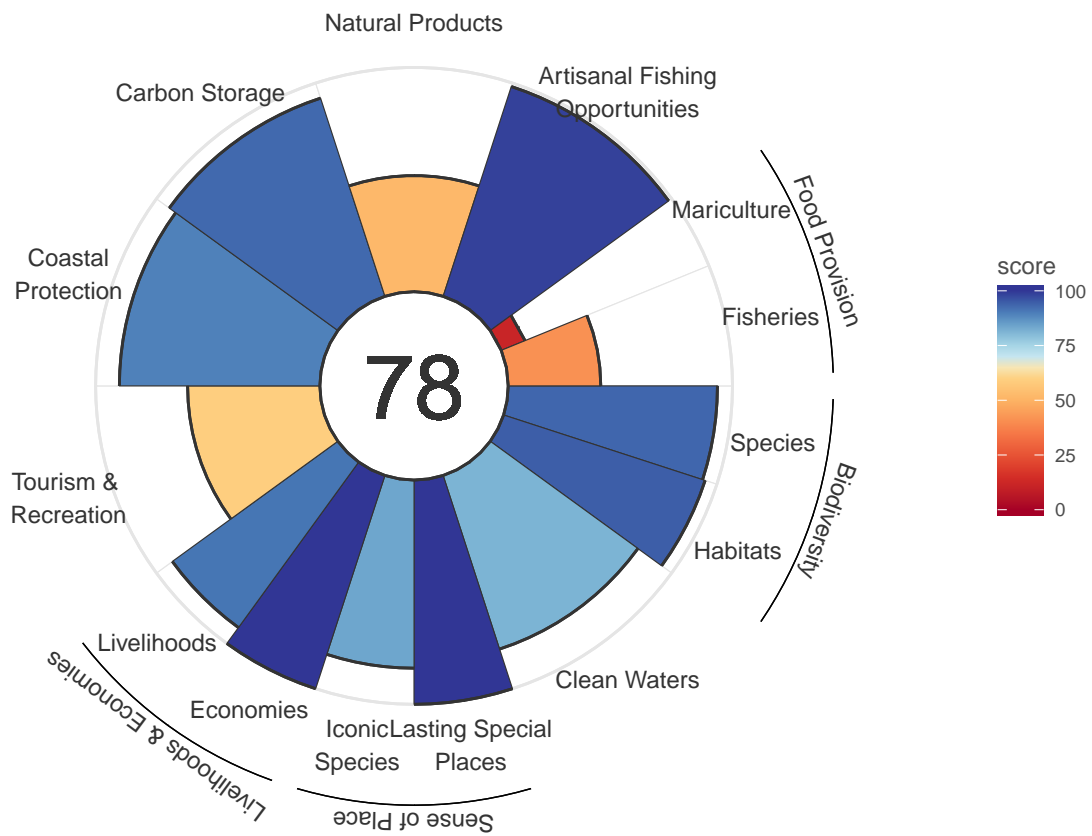 Natural Products
Artisanal Fishing
Opportunities
Carbon Storage
Mariculture
Food Provision
Coastal
Protection
Fisheries
score
100
75
50
25
0
78
Species
Biodiversity
Habitats
Tourism &
Recreation
Livelihoods
Clean Waters
Economies
Livelihoods & Economies
Iconic
Species
Lasting Special
Places
Sense of Place